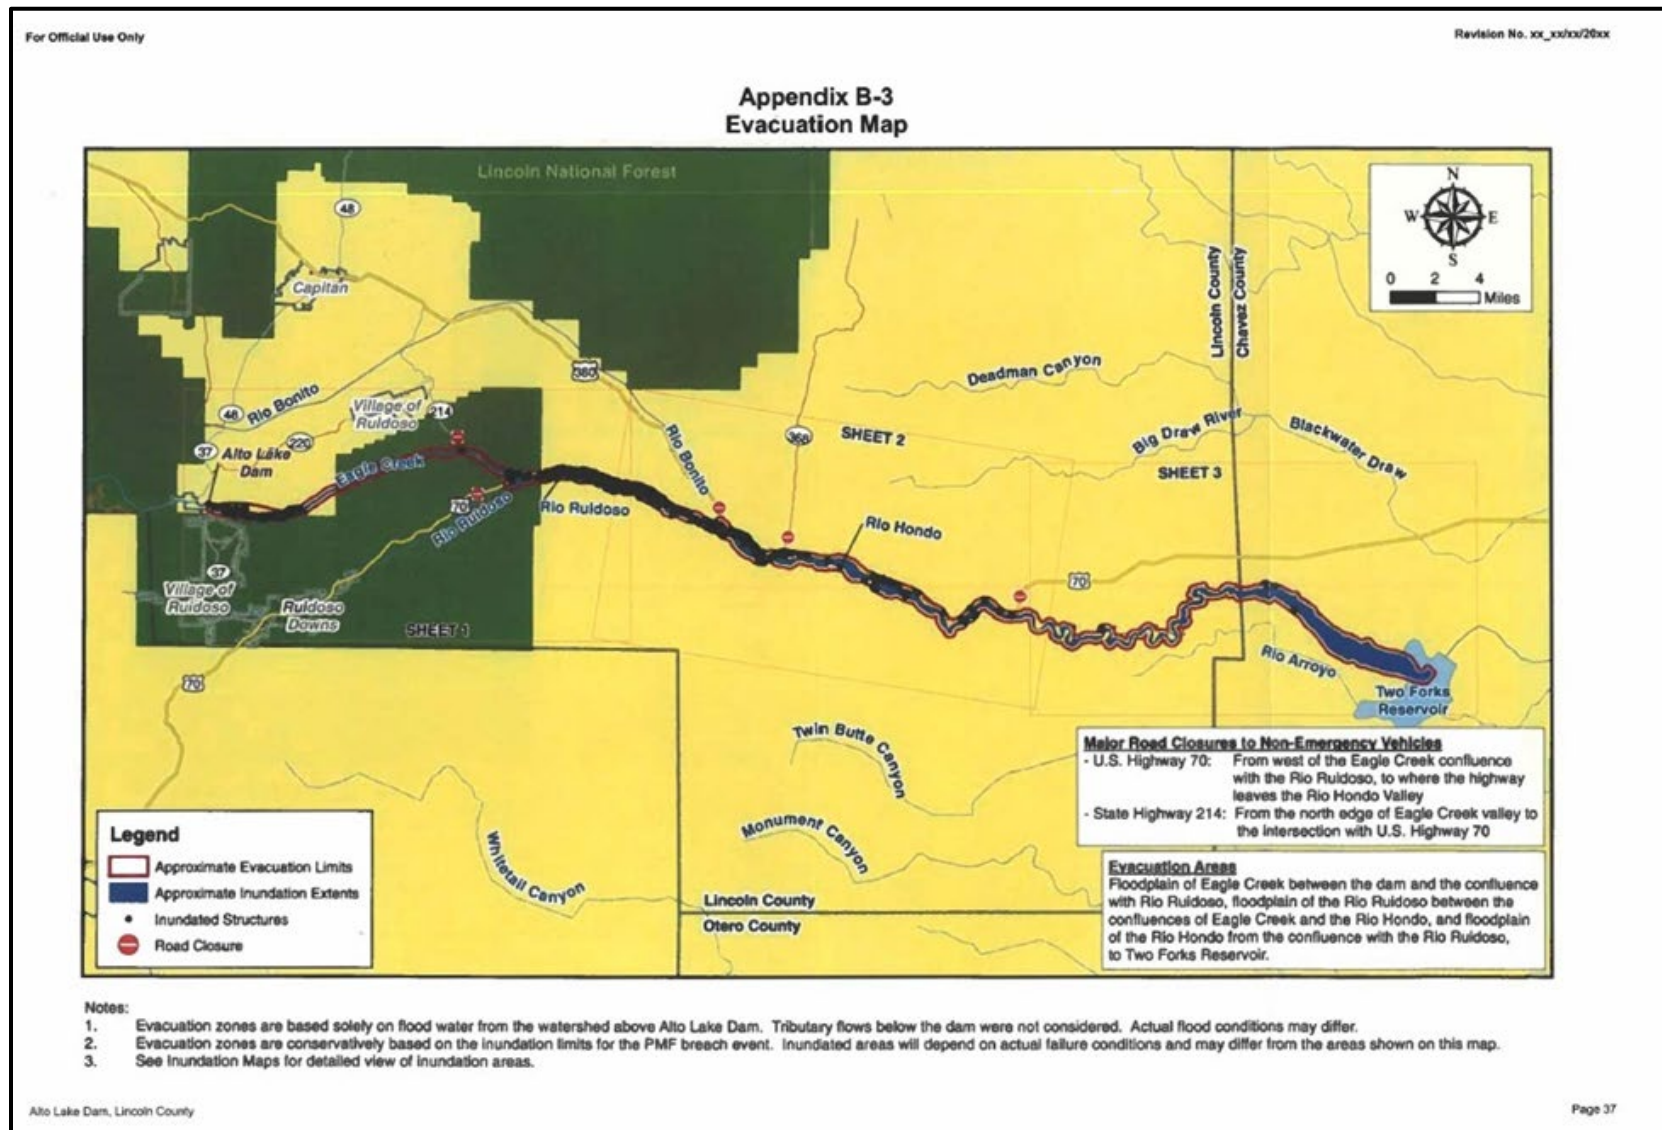 For Official Use Only
Revision No. xx_xx/xx/20xx
Appendix B-3
Evacuation Map
Lincoln National Forest
48
Capitan
N
W E
S
0 2 4
Miles
Lincoln County
Chavez County
380
Deadman Canyon
48
Rio Bonito
Village of
Ruidoso
214
37
220
Alto Lake
Dam
Eagle Creek
Rio Bonito
368
SHEET 2
Big Draw River
Blackwater Draw
SHEET 3
70
Rio Ruidoso
Rio Ruidoso
Rio Hondo
37
Village of
Ruidoso
Ruidoso
Downs
SHEET 1
70
70
Rio Arroyo
Two Forks
Reservoir
Twin Butte Canyon
Monument Canyon
Whitetail Canyon
Lincoln County
Otero County
Major Road Closures to Non-Emergency Vehicles
- U.S. Highway 70: From west of the Eagle Creek confluence
with the Rio Ruidoso, to where the highway
leaves the Rio Hondo Valley
- State Highway 214: From the north edge of Eagle Creek valley to
the intersection with U.S. Highway 70
Evacuation Areas
Floodplain of Eagle Creek between the dam and the confluence
with Rio Ruidoso, floodplain of the Rio Ruidoso between the
confluences of Eagle Creek and the Rio Hondo, and floodplain
of the Rio Hondo from the confluence with the Rio Ruidoso,
to Two Forks Reservoir.
Legend
Approximate Evacuation Limits
Approximate Inundation Extents
Inundated Structures
Road Closure
Notes:
1. Evacuation zones are based solely on flood water from the watershed above Alto Lake Dam. Tributary flows below the dam were not considered. Actual flood conditions may differ.
2. Evacuation zones are conservatively based on the inundation limits for the PMF breach event. Inundated areas will depend on actual failure conditions and may differ from the areas shown on this map.
3. See Inundation Maps for detailed view of inundation areas.
Alto Lake Dam, Lincoln County
Page 37